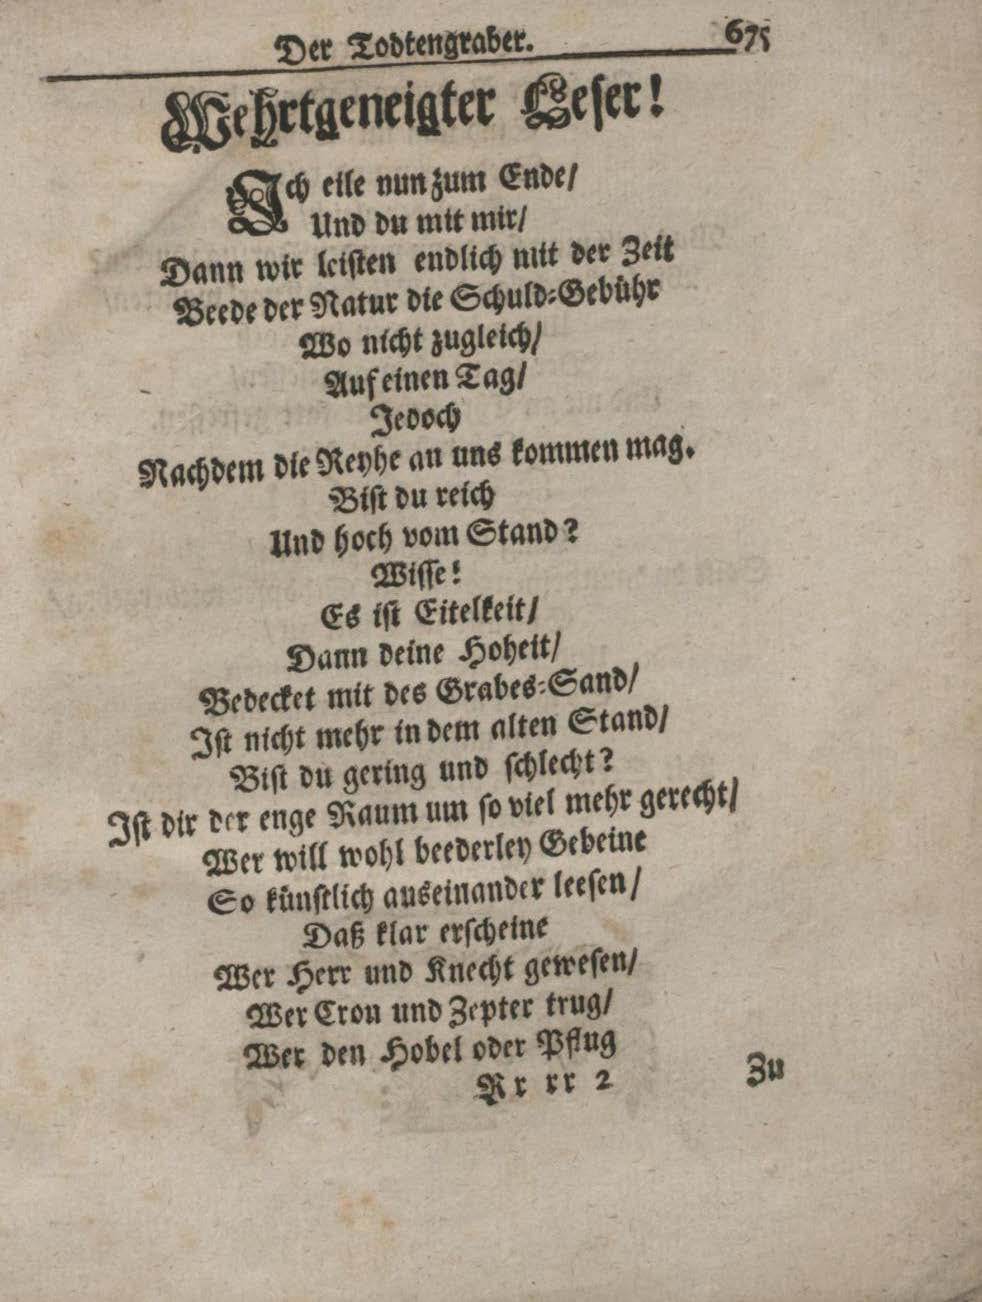 Der Todtengraber. 675
Wehrtgeneigter Leser!
Ich eile nun zum Ende/
Und du mit mir/
Dann wir leisten endlich mit der Zeit
Beede der Natur die Schuld-Gebühr
Wo nicht zugleich/
Auf einen Tag/
Jedoch
Nachdem die Reyhe an uns kommen mag.
Bist du reich
Und hoch vom Stand?
Wisse!
Es ist Eitelkeit/
Dann deine Hoheit/
Bedecket mit des Grabes-Sand/
Ist nicht mehr in dem alten Stand/
Bist du gering und schlecht?
Ist dir der enge Raum um so viel mehr gerecht/
Wer will wohl beederley Gebeine
So künstlich auseinander leesen/
Daß klar erscheine
Wer Herr und Knecht gewesen/
Wer Cron und Zepter trug/
Wer den Hobel oder Pflug
Rr rr 2 Zu